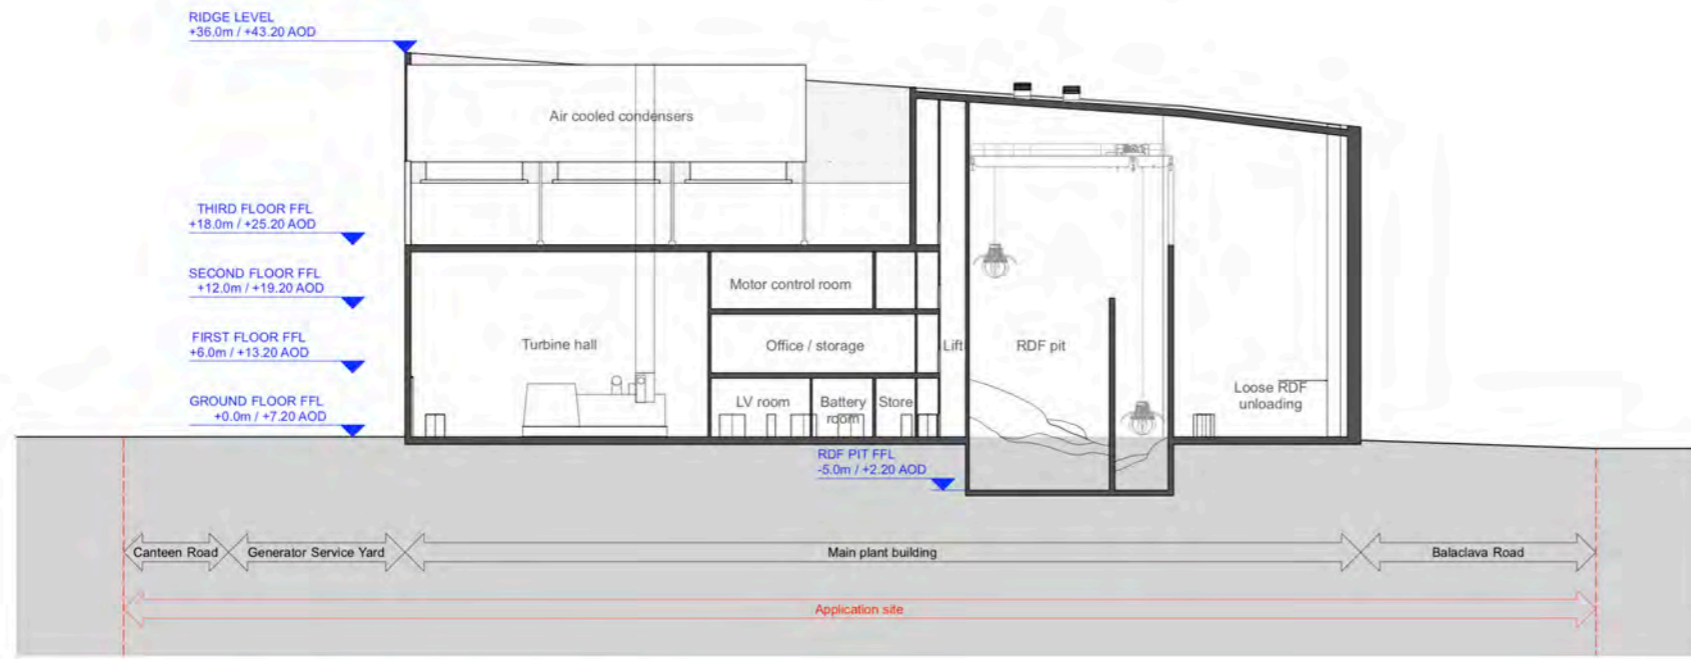 RIDGE LEVEL
+36.0m / +43.20 AOD
Air cooled condensers
THIRD FLOOR FFL
+18.0m / +25.20 AOD
SECOND FLOOR FFL
+12.0m / +19.20 AOD
Motor control room
FIRST FLOOR FFL
+6.0m / +13.20 AOD
Turbine hall
Office / storage
Lift
RDF pit
GROUND FLOOR FFL
+0.0m / +7.20 AOD
LV room
Battery
room
Store
Loose RDF
unloading
RDF PIT FFL
-5.0m / +2.20 AOD
Canteen Road
Generator Service Yard
Main plant building
Balaclava Road
Application site